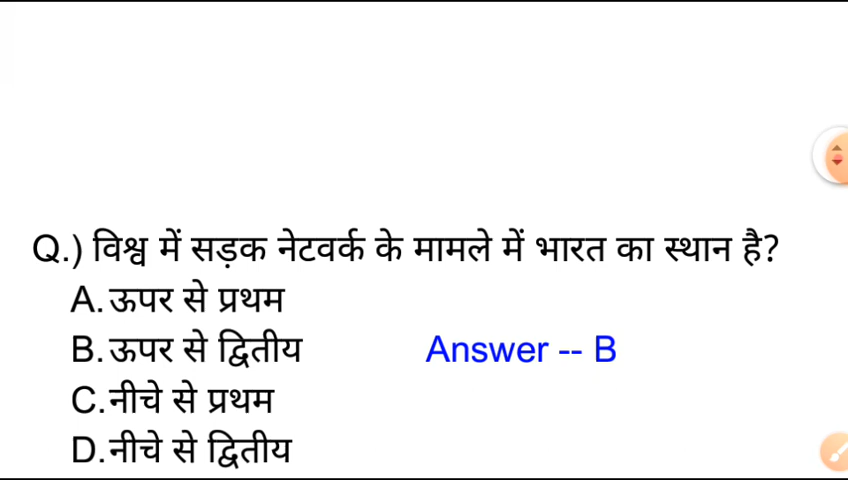 Q.) विश्व में सड़क नेटवर्क के मामले में भारत का स्थान है?
A. ऊपर से प्रथम
B. ऊपर से द्वितीय Answer -- B
C. नीचे से प्रथम
D. नीचे से द्वितीय